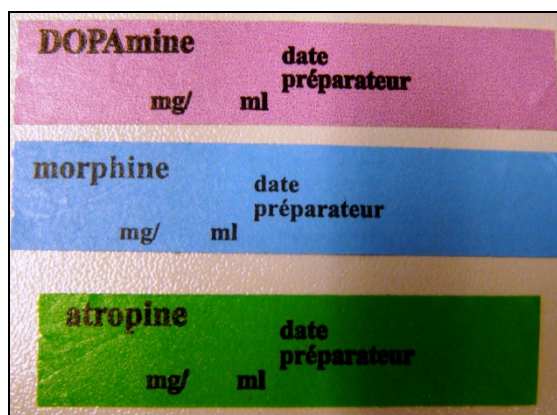 DOPAmine
date
préparateur
mg/ ml
morphine
date
préparateur
mg/ ml
atropine
date
préparateur
mg/ ml